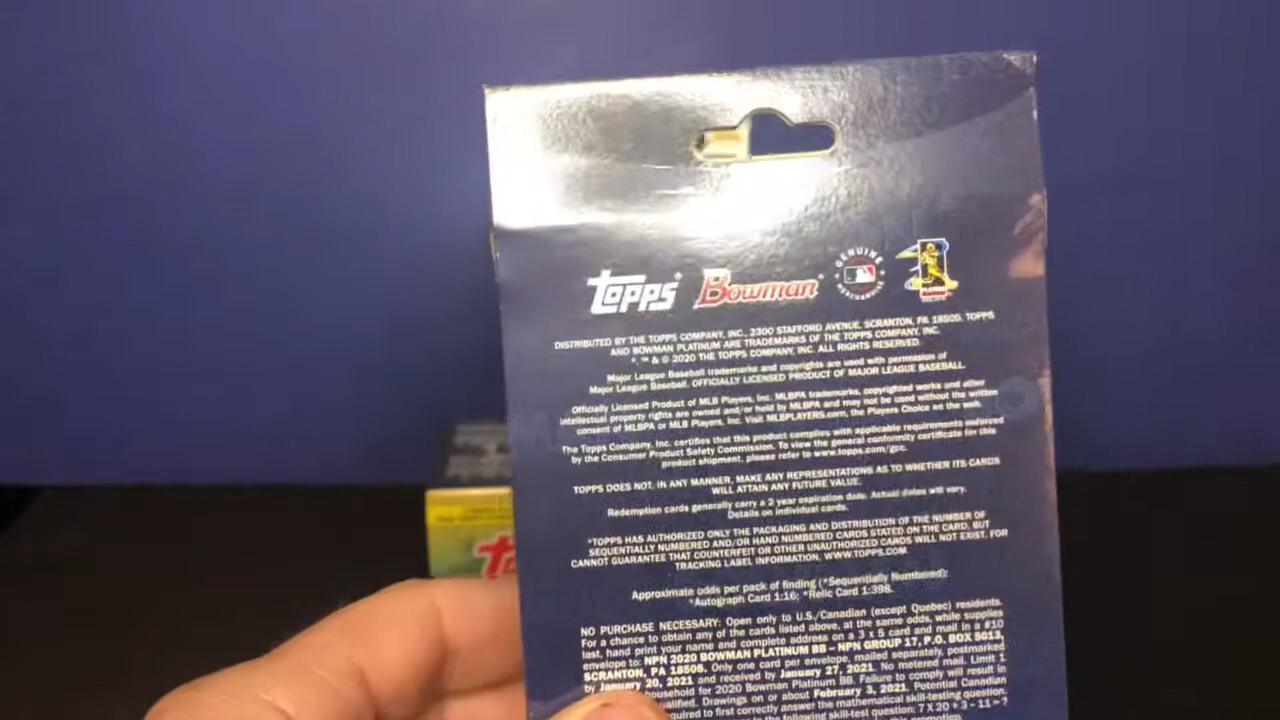 TOPPS Bowman GENUINE MERCHANDISE
DISTRIBUTED BY THE TOPPS COMPANY, INC., 2300 STAFFORD AVENUE, SCRANTON, PA 18505. TOPPS
AND BOWMAN PLATINUM ARE TRADEMARKS OF THE TOPPS COMPANY, INC.
®, ™ & © 2020 THE TOPPS COMPANY, INC. ALL RIGHTS RESERVED.
Major League Baseball trademarks and copyrights are used with permission of
Major League Baseball. OFFICIALLY LICENSED PRODUCT OF MAJOR LEAGUE BASEBALL.
Officially Licensed Product of MLB Players, Inc. MLBPA trademarks, copyrighted works and other
intellectual property rights are owned and/or held by MLBPA and may not be used without the written
consent of MLBPA or MLB Players, Inc. Visit MLBPLAYERS.com, the Players Choice on the web.
The Topps Company, Inc. certifies that this product complies with applicable requirements enforced
by the Consumer Product Safety Commission. To view the general conformity certificate for this
product shipment, please refer to www.topps.com/gcc.
TOPPS DOES NOT, IN ANY MANNER, MAKE ANY REPRESENTATIONS AS TO WHETHER ITS CARDS
WILL ATTAIN ANY FUTURE VALUE.
Redemption cards generally carry a 2 year expiration date. Actual dates will vary.
Details on individual cards.
*TOPPS HAS AUTHORIZED ONLY THE PACKAGING AND DISTRIBUTION OF THE NUMBER OF
SEQUENTIALLY NUMBERED AND/OR HAND NUMBERED CARDS STATED ON THE CARD, BUT
CANNOT GUARANTEE THAT COUNTERFEIT OR OTHER UNAUTHORIZED CARDS WILL NOT EXIST. FOR
TRACKING LABEL INFORMATION, WWW.TOPPS.COM
Approximate odds per pack of finding (*Sequentially Numbered):
*Autograph Card 1:16; *Relic Card 1:398.
NO PURCHASE NECESSARY: Open only to U.S./Canadian (except Quebec) residents.
For a chance to obtain any of the cards listed above, at the same odds, while supplies
last, hand print your name and complete address on a 3 x 5 card and mail in a #10
envelope to: NPN 2020 BOWMAN PLATINUM BB – NPN GROUP 17, P.O. BOX 5013,
SCRANTON, PA 18505. Only one card per envelope, mailed separately, postmarked
by January 20, 2021 and received by January 27, 2021. No metered mail. Limit 1
household for 2020 Bowman Platinum BB. Failure to comply will result in
Drawings on or about February 3, 2021. Potential Canadian
to first correctly answer the mathematical skill-testing question.
the following skill-test question: 7 X 20 + 3 – 11 = ?
this promotion